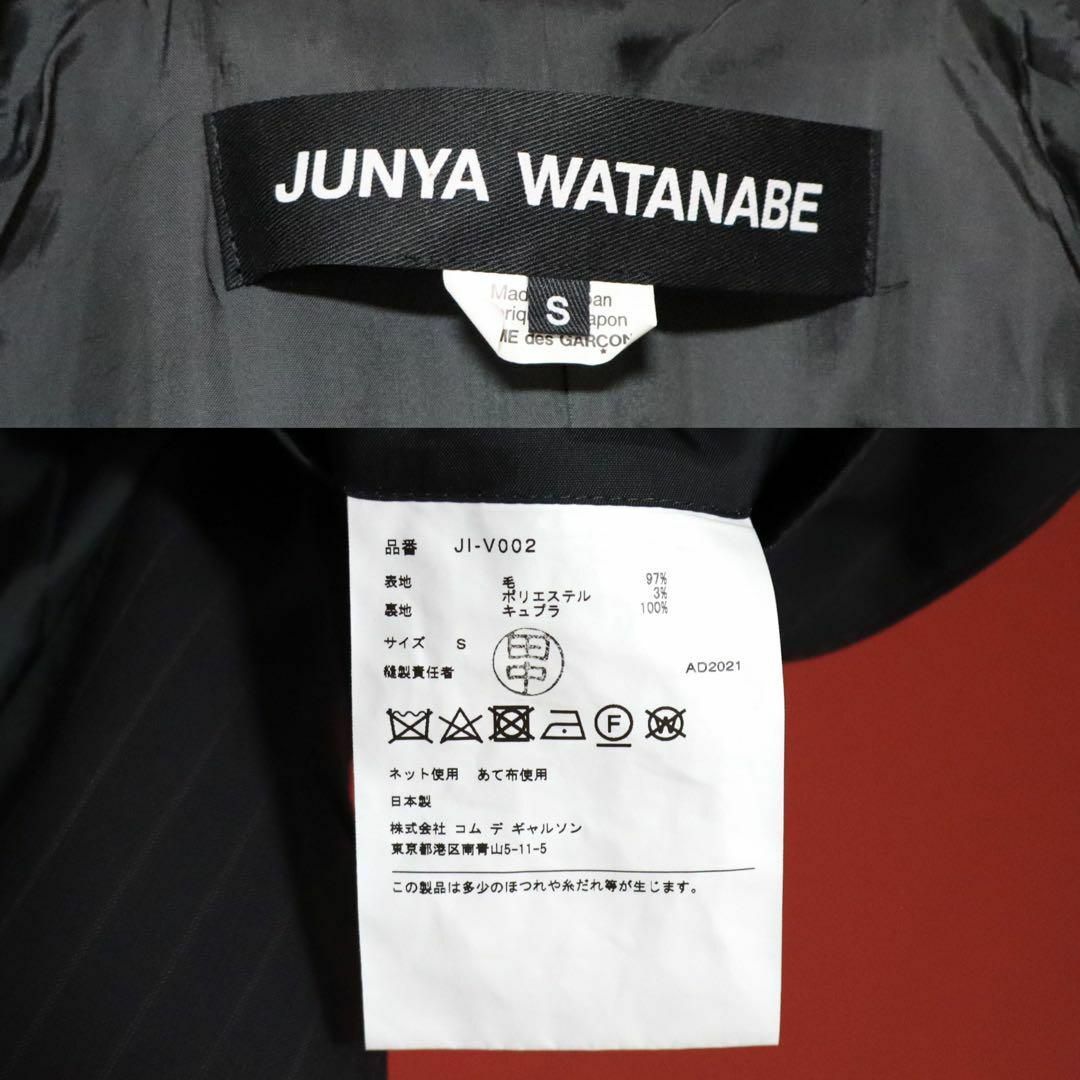 JUNYA WATANABE
S
des GARÇON
品番 JI-V002
表地 毛 97%
ポリエステル 3%
裏地 キュプラ 100%
サイズ S
田中
縫製責任者 AD2021
F
W
ネット使用 あて布使用
日本製
株式会社 コム デ ギャルソン
東京都港区南青山5-11-5
この製品は多少のほつれや糸だれ等が生じます。